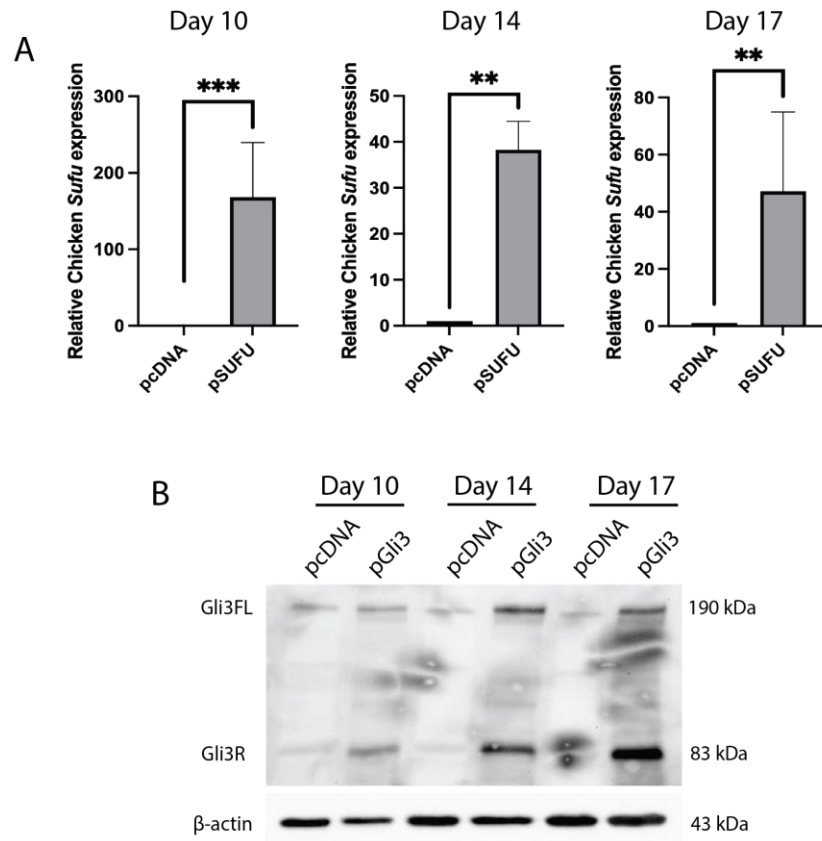 Day 10
Day 14
Day 17
A
Relative Chicken Sufu expression
300
200
100
0
***
pcDNA
pSUFU
Relative Chicken Sufu expression
50
40
30
20
10
0
**
pcDNA
pSUFU
Relative Chicken Sufu expression
80
60
40
20
0
**
pcDNA
pSUFU
B
Day 10
Day 14
Day 17
pcDNA
pGli3
pcDNA
pGli3
pcDNA
pGli3
Gli3FL
190 kDa
Gli3R
83 kDa
β-actin
43 kDa